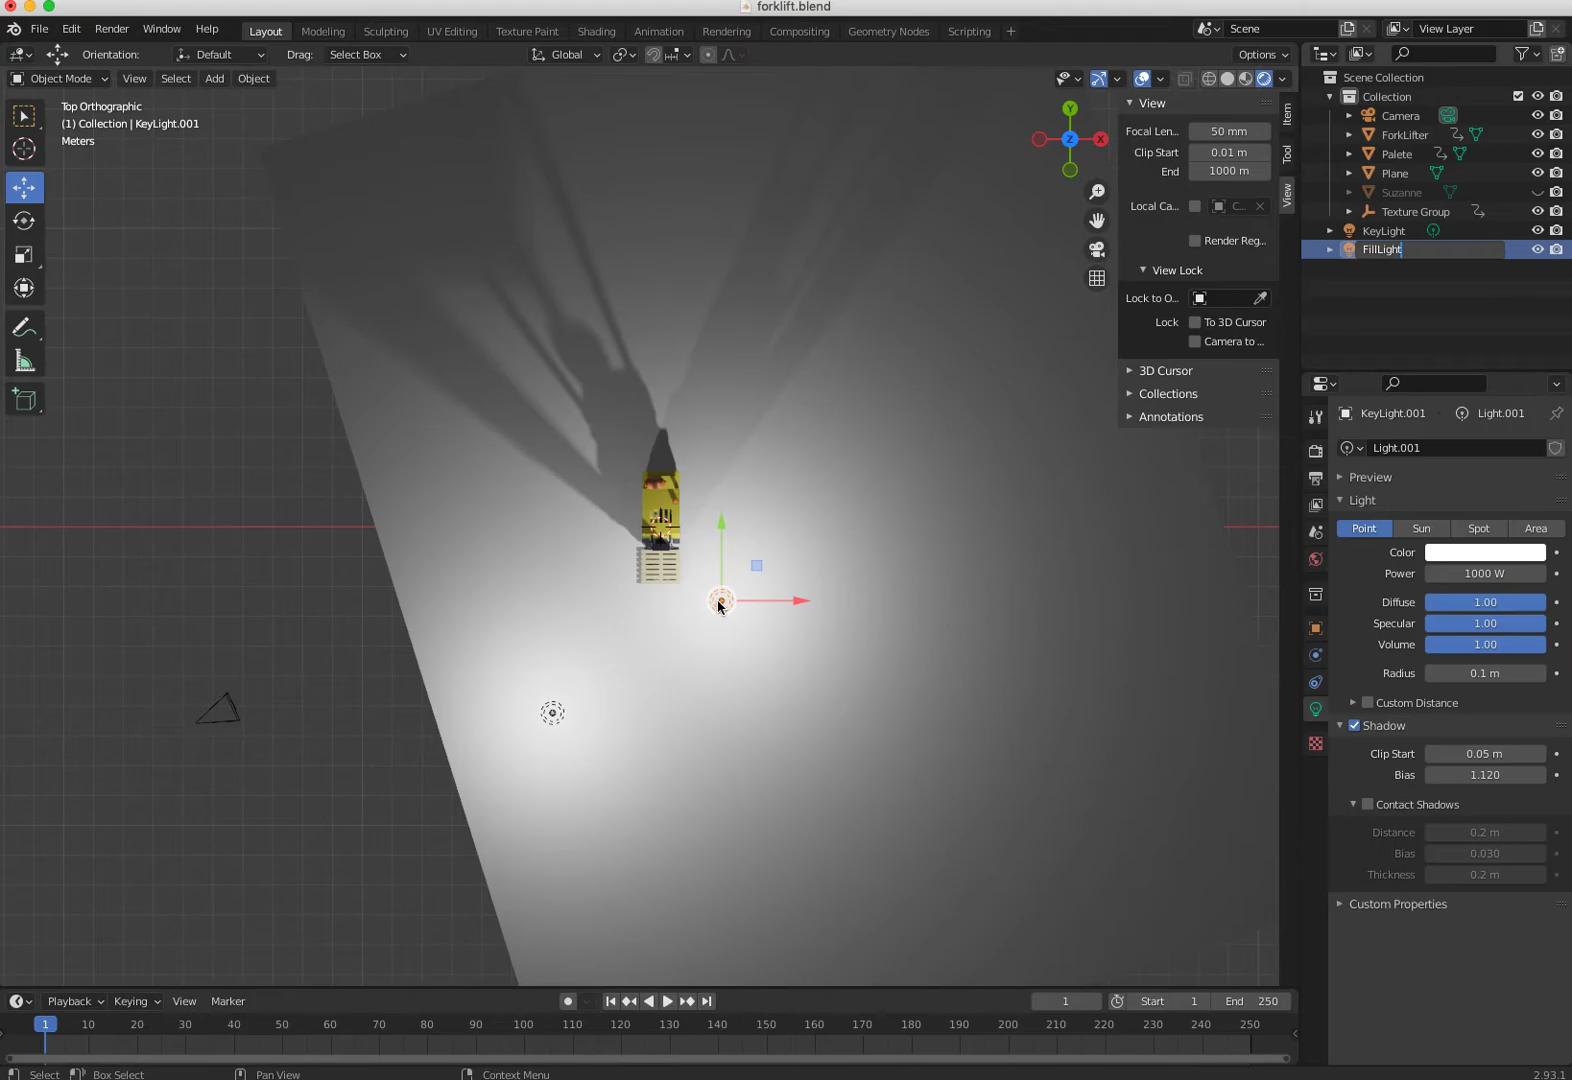 forklift.blend
File Edit Render Window Help Layout Modeling Sculpting UV Editing Texture Paint Shading Animation Rendering Compositing Geometry Nodes Scripting + Scene View Layer
Orientation: Default Drag: Select Box Global Options
Object Mode View Select Add Object
Top Orthographic
(1) Collection | KeyLight.001
Meters
Y
Z
X
View
Focal Len... 50 mm
Clip Start 0.01 m
End 1000 m
Local Ca... C...
Render Reg...
View Lock
Lock to O...
Lock To 3D Cursor
Camera to ...
3D Cursor
Collections
Annotations
Item
Tool
View
Scene Collection
Collection
Camera
ForkLifter
Palete
Plane
Suzanne
Texture Group
KeyLight
FillLight
KeyLight.001 Light.001
Light.001
Preview
Light
Point Sun Spot Area
Color
Power 1000 W
Diffuse 1.00
Specular 1.00
Volume 1.00
Radius 0.1 m
Custom Distance
Shadow
Clip Start 0.05 m
Bias 1.120
Contact Shadows
Distance 0.2 m
Bias 0.030
Thickness 0.2 m
Custom Properties
Playback Keying View Marker 1 Start 1 End 250
1 10 20 30 40 50 60 70 80 90 100 110 120 130 140 150 160 170 180 190 200 210 220 230 240 250
Select Box Select Pan View Context Menu 2.93.1